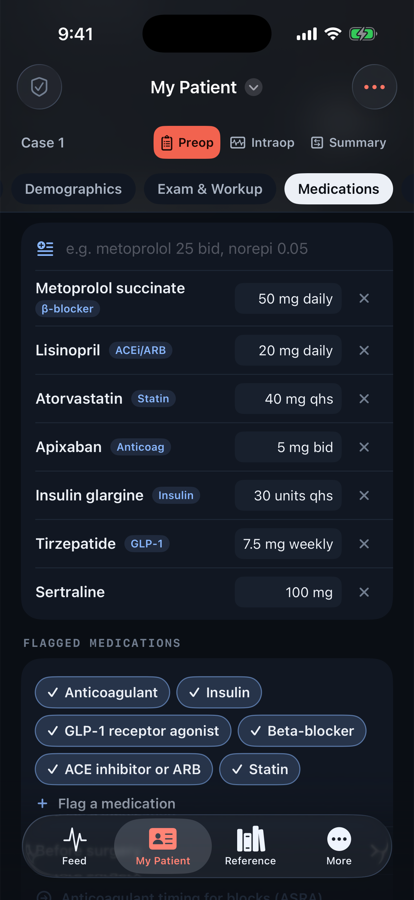 9:41
My Patient
Case 1
Preop
Intraop
Summary
Demographics
Exam & Workup
Medications
e.g. metoprolol 25 bid, norepi 0.05
Metoprolol succinate
β-blocker
50 mg daily
Lisinopril ACEi/ARB 20 mg daily
Atorvastatin Statin 40 mg qhs
Apixaban Anticoag 5 mg bid
Insulin glargine Insulin 30 units qhs
Tirzepatide GLP-1 7.5 mg weekly
Sertraline 100 mg
FLAGGED MEDICATIONS
Anticoagulant Insulin
GLP-1 receptor agonist Beta-blocker
ACE inhibitor or ARB Statin
+ Flag a medication
Before surgery
Feed My Patient Reference More
Anticoagulant timing for blocks (ASRA)